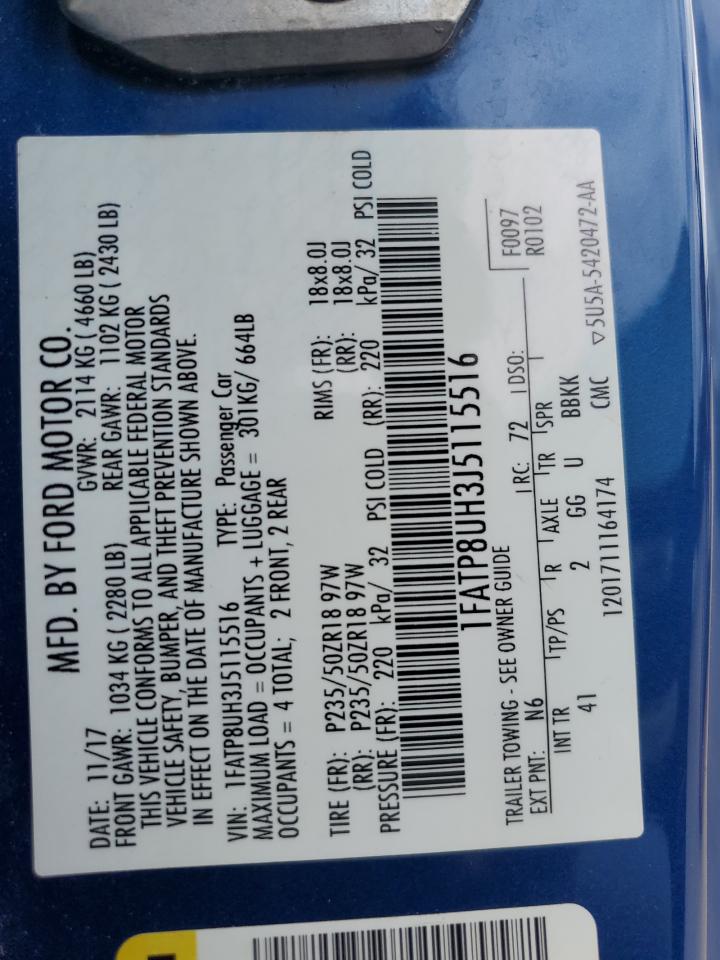 MFD. BY FORD MOTOR CO.
DATE: 11/17 GVWR: 2114 KG ( 4660 LB)
FRONT GAWR: 1034 KG ( 2280 LB) REAR GAWR: 1102 KG ( 2430 LB)
THIS VEHICLE CONFORMS TO ALL APPLICABLE FEDERAL MOTOR
VEHICLE SAFETY, BUMPER, AND THEFT PREVENTION STANDARDS
IN EFFECT ON THE DATE OF MANUFACTURE SHOWN ABOVE.
VIN: 1FATP8UH3J5115516 TYPE: Passenger Car
MAXIMUM LOAD = OCCUPANTS + LUGGAGE = 301KG/ 664LB
OCCUPANTS = 4 TOTAL; 2 FRONT, 2 REAR
TIRE (FR): P235/50ZR18 97W RIMS (FR): 18x8.0J
(RR): P235/50ZR18 97W (RR): 18x8.0J
PRESSURE (FR): 220 kPa/ 32 PSI COLD (RR): 220 kPa/ 32 PSI COLD
1FATP8UH3J5115516
TRAILER TOWING - SEE OWNER GUIDE F0097
EXT PNT: N6 RC: 72 DSO: R0102
INT TR TP/PS R AXLE TR SPR
41 2 GG U BBKK
1201711164174 CMC ▽5U5A-5420472-AA